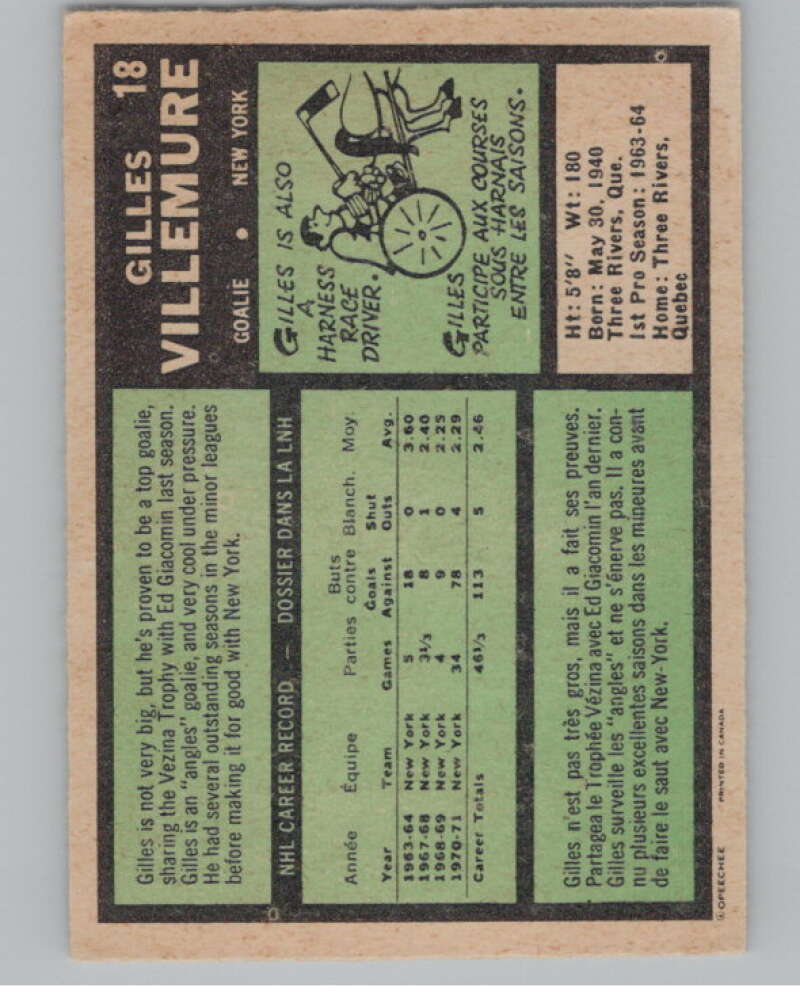 GILLES 18
VILLEMURE
GOALIE • NEW YORK
Gilles is not very big, but he's proven to be a top goalie,
sharing the Vezina Trophy with Ed Giacomin last season.
Gilles is an "angles" goalie, and very cool under pressure.
He had several outstanding seasons in the minor leagues
before making it for good with New York.
GILLES IS ALSO
A
HARNESS
RACE
DRIVER.
GILLES
PARTICIPE AUX COURSES
SOUS HARNAIS
ENTRE LES SAISONS.
NHL CAREER RECORD — DOSSIER DANS LA LNH
Année Équipe Parties Buts contre Blanch. Moy.
Year Team Games Goals Against Shut Outs Avg.
1963-64 New York 5 18 0 3.60
1967-68 New York 3⅓ 8 1 2.40
1968-69 New York 4 9 0 2.25
1970-71 New York 34 78 4 2.29
Career Totals 46⅓ 113 5 2.46
Ht: 5'8" Wt: 180
Born: May 30, 1940
Three Rivers, Que.
1st Pro Season: 1963-64
Home: Three Rivers,
Quebec
Gilles n'est pas très gros, mais il a fait ses preuves.
Partagea le Trophée Vézina avec Ed Giacomin l'an dernier.
Gilles surveille les "angles" et ne s'énerve pas. Il a con-
nu plusieurs excellentes saisons dans les mineures avant
de faire le saut avec New-York.
© OPEECHEE PRINTED IN CANADA